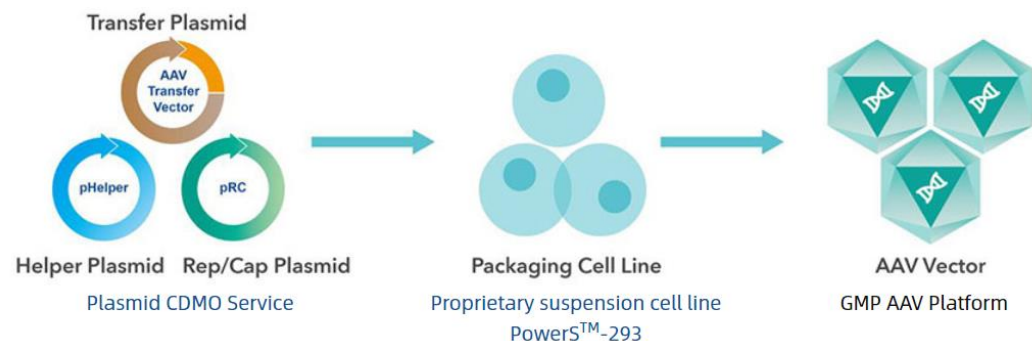 Transfer Plasmid
AAV
Transfer
Vector
pHelper
pRC
Helper Plasmid
Rep/Cap Plasmid
Packaging Cell Line
AAV Vector
Plasmid CDMO Service
Proprietary suspension cell line
PowerS™-293
GMP AAV Platform